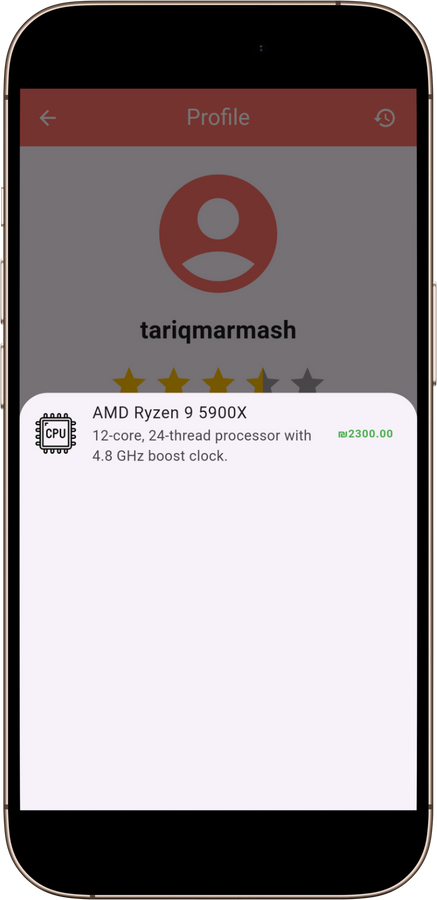 Profile
tariqmarmash
AMD Ryzen 9 5900X
CPU
12-core, 24-thread processor with
₪2300.00
4.8 GHz boost clock.